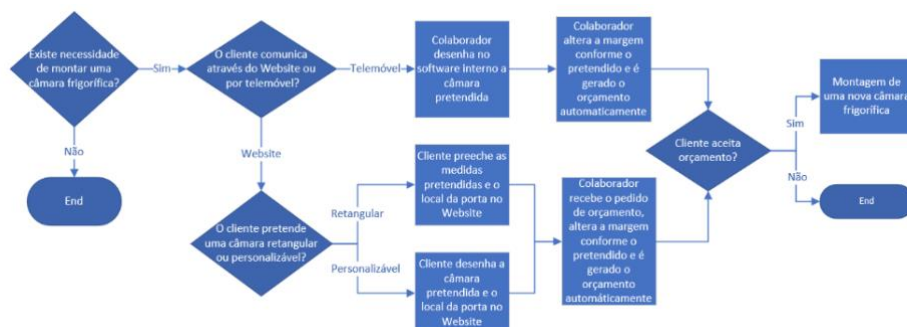 Existe necessidade
de montar uma
câmara frigorífica?
Sim
Não
End
O cliente comunica
através do Website ou
por telemóvel?
Telemóvel
Website
Colaborador
desenha no
software interno a
câmara pretendida
Colaborador
altera a margem
conforme o
pretendido e é
gerado o
orçamento
automaticamente
O cliente pretende
uma câmara retangular
ou personalizável?
Retangular
Personalizável
Cliente preeche as
medidas
pretendidas e o
local da porta no
Website
Cliente desenha a
câmara
pretendida e o
local da porta no
Website
Colaborador
recebe o pedido
de orçamento,
altera a margem
conforme o
pretendido e é
gerado o
orçamento
automáticamente
Cliente aceita
orçamento?
Sim
Não
Montagem de
uma nova câmara
frigorífica
End